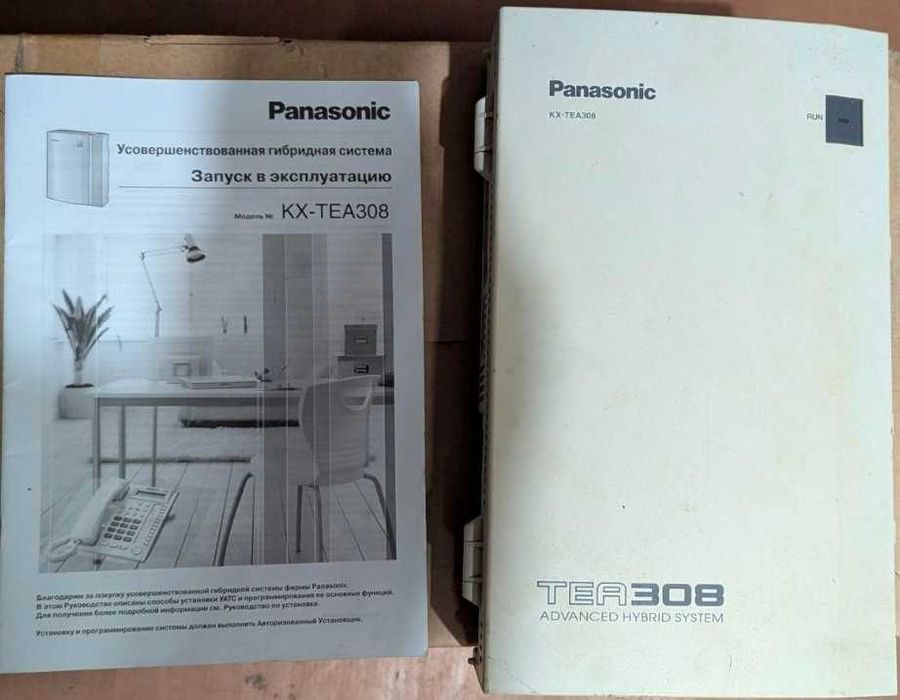 Panasonic
Усовершенствованная гибридная система
Запуск в эксплуатацию
Модель № KX-TEA308
Благодарим за покупку усовершенствованной гибридной системы фирмы Panasonic.
В этом Руководстве описаны способы установки УАТС и программирования ее основных функций.
Для получения более подробной информации см. Руководство по установке.
Установку и программирование системы должен выполнить Авторизованный Установщик.
Panasonic
KX-TEA308
RUN
TEA308
ADVANCED HYBRID SYSTEM